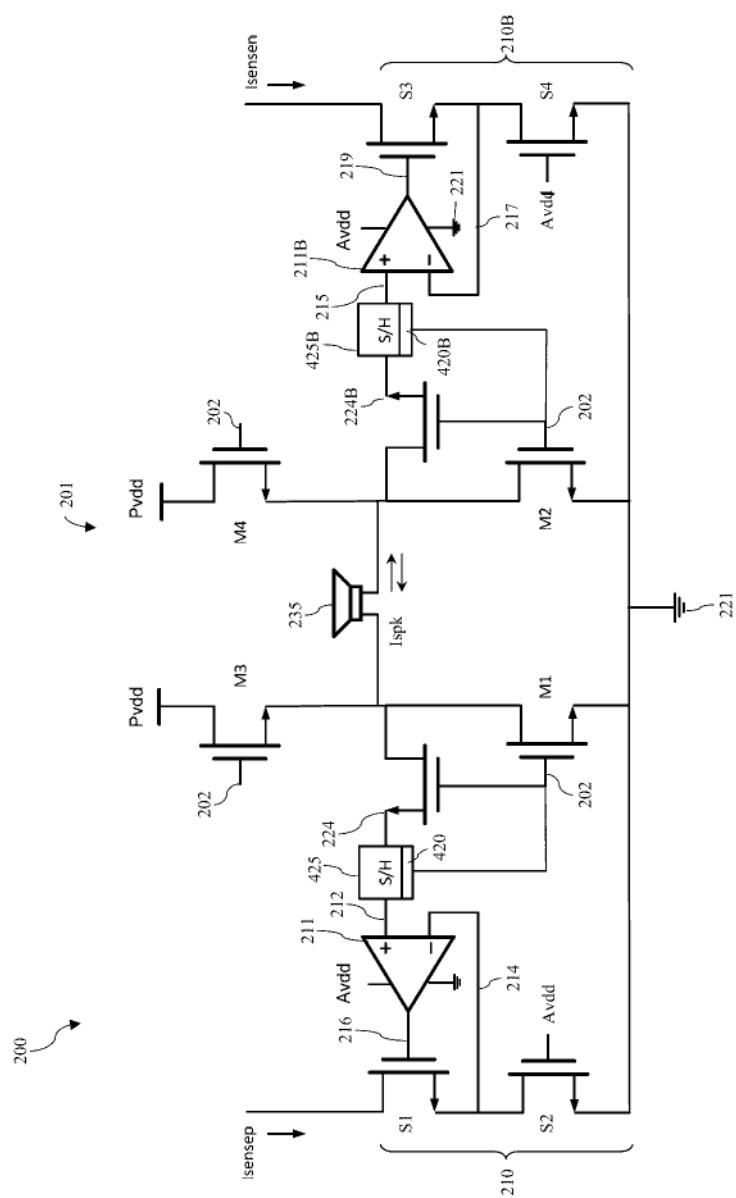 200
201
Isensep
Isensen
Pvdd
Pvdd
202
202
M3
M4
235
Ispk
S1
216
Avdd
211
212
425
S/H
420
224
+
−
214
S2
Avdd
210
M1
202
221
M2
202
224B
425B
S/H
420B
215
211B
Avdd
+
−
219
221
217
S3
S4
Avdd
210B